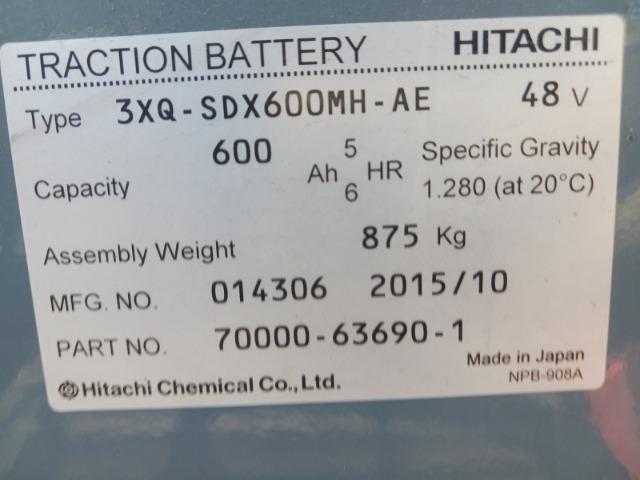 TRACTION BATTERY HITACHI
Type 3XQ-SDX600MH-AE 48 V
Capacity 600 Ah 5 HR Specific Gravity
6 1.280 (at 20°C)
Assembly Weight 875 Kg
MFG. NO. 014306 2015/10
PART NO. 70000-63690-1
Made in Japan
Hitachi Chemical Co., Ltd. NPB-908A